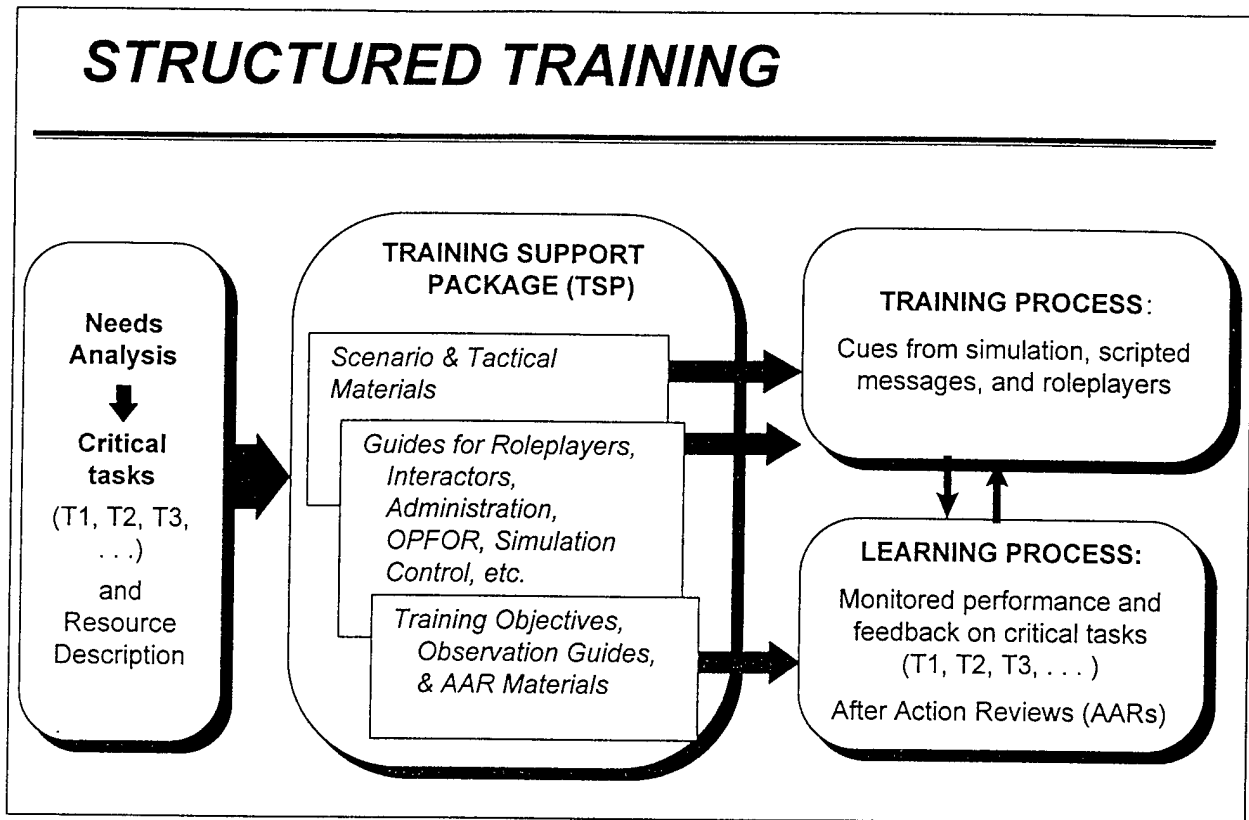 STRUCTURED TRAINING
Needs
Analysis
Critical
tasks
(T1, T2, T3,
. . .)
and
Resource
Description
TRAINING SUPPORT
PACKAGE (TSP)
Scenario & Tactical
Materials
Guides for Roleplayers,
Interactors,
Administration,
OPFOR, Simulation
Control, etc.
Training Objectives,
Observation Guides,
& AAR Materials
TRAINING PROCESS:
Cues from simulation, scripted
messages, and roleplayers
LEARNING PROCESS:
Monitored performance and
feedback on critical tasks
(T1, T2, T3, . . . )
After Action Reviews (AARs)